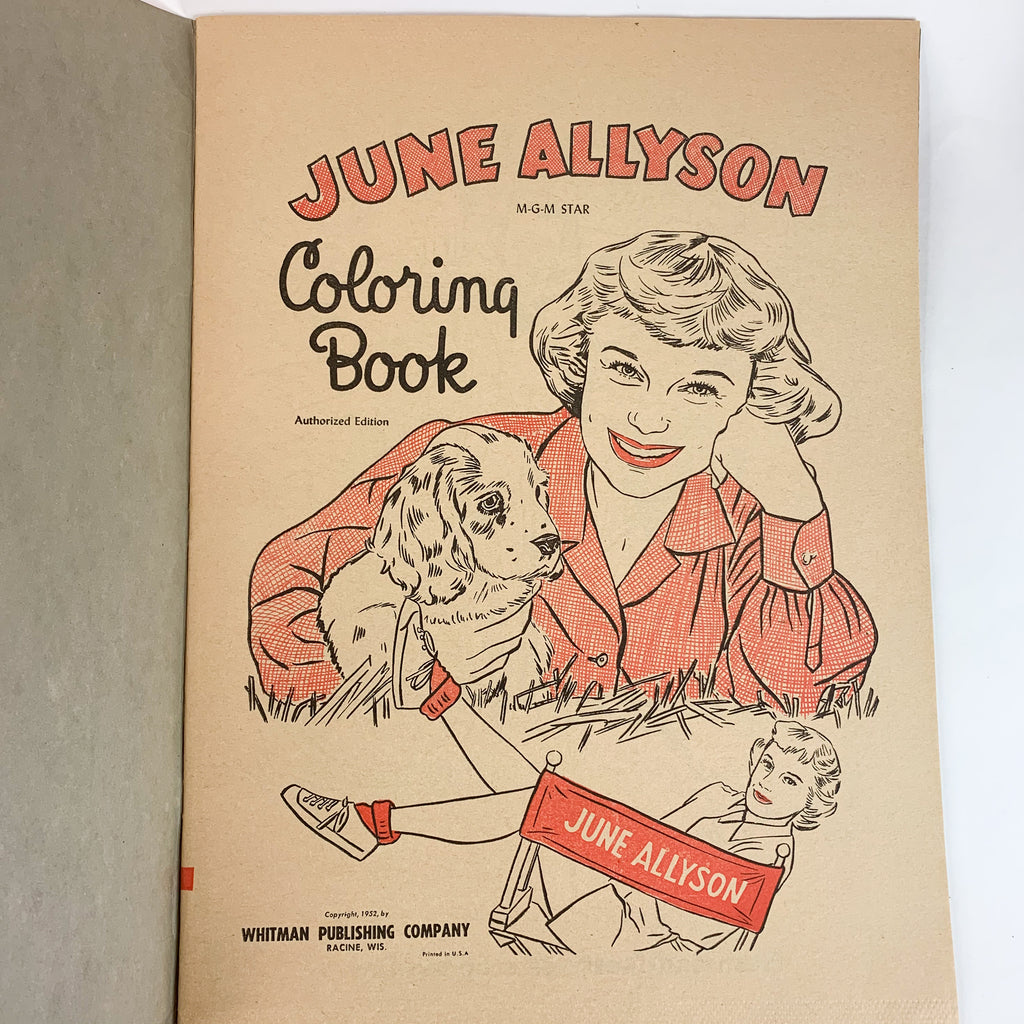 JUNE ALLYSON
M-G-M STAR
Coloring
Book
Authorized Edition
JUNE ALLYSON
Copyright, 1952, by
WHITMAN PUBLISHING COMPANY
RACINE, WIS.
Printed in U.S.A